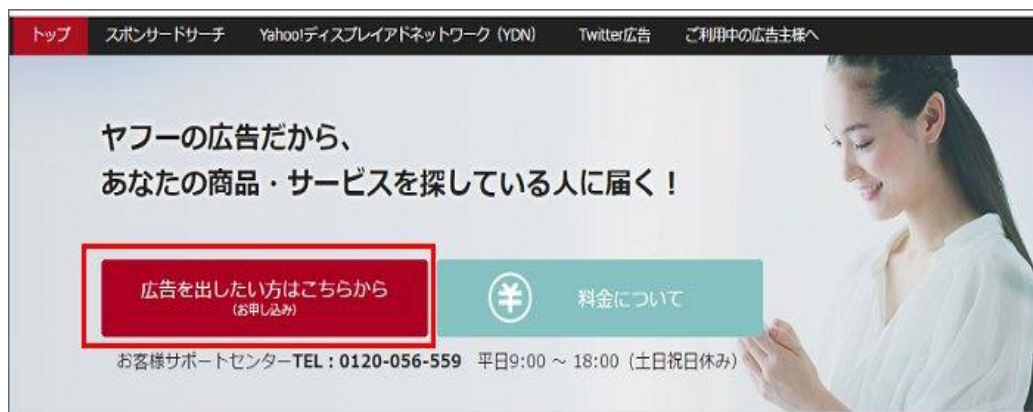 トップ スポンサードサーチ Yahoo!ディスプレイアドネットワーク (YDN) Twitter広告 ご利用中の広告主様へ
ヤフーの広告だから、
あなたの商品・サービスを探している人に届く！
広告を出したい方はこちらから
(お申し込み)
¥ 料金について
お客様サポートセンターTEL：0120-056-559 平日9:00 ～ 18:00 (土日祝日休み)